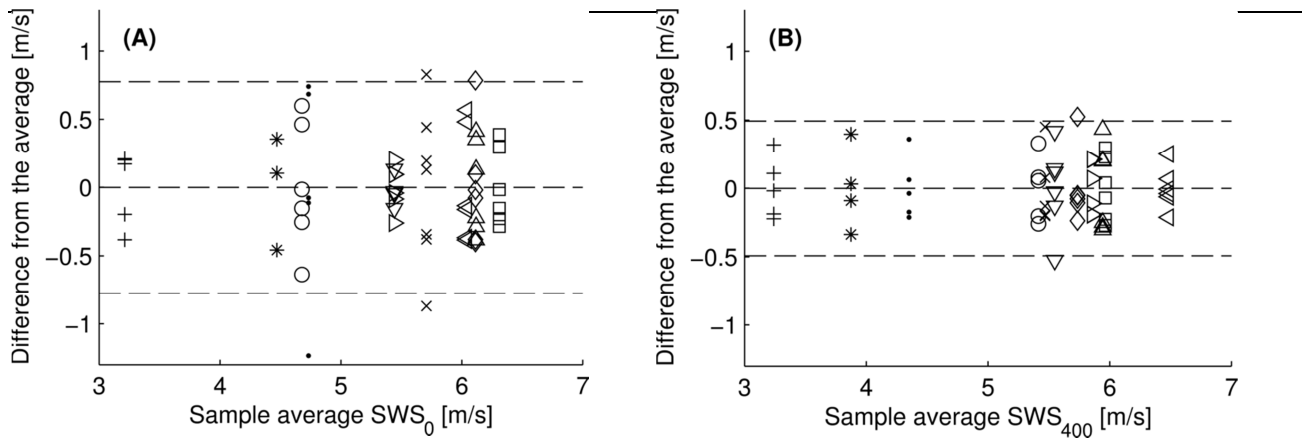 (A)
Difference from the average [m/s]
1
0.5
0
−0.5
−1
3 4 5 6 7
Sample average SWS0 [m/s]
(B)
Difference from the average [m/s]
1
0.5
0
−0.5
−1
3 4 5 6 7
Sample average SWS400 [m/s]